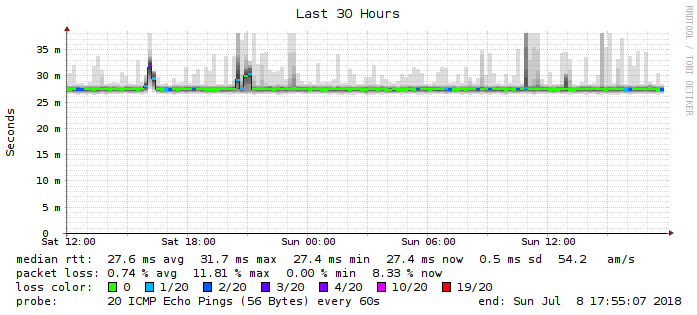 Last 30 Hours
RRDTOOL / TOBI OETIKER
Seconds
35 m
30 m
25 m
20 m
15 m
10 m
5 m
0
Sat 12:00 Sat 18:00 Sun 00:00 Sun 06:00 Sun 12:00
median rtt: 27.6 ms avg 31.7 ms max 27.4 ms min 27.4 ms now 0.5 ms sd 54.2 am/s
packet loss: 0.74 % avg 11.81 % max 0.00 % min 8.33 % now
loss color: 0 1/20 2/20 3/20 4/20 10/20 19/20
probe: 20 ICMP Echo Pings (56 Bytes) every 60s end: Sun Jul 8 17:55:07 2018